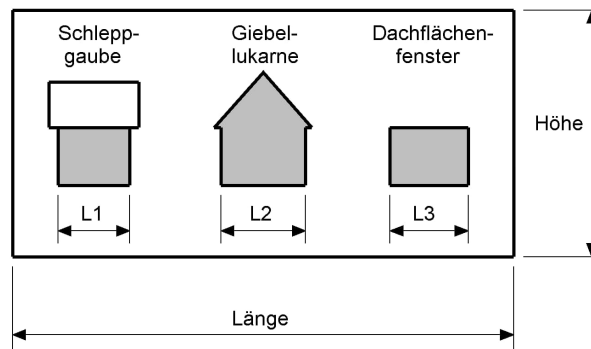 Schlepp-
gaube
Giebel-
lukarne
Dachflächen-
fenster
Höhe
L1
L2
L3
Länge